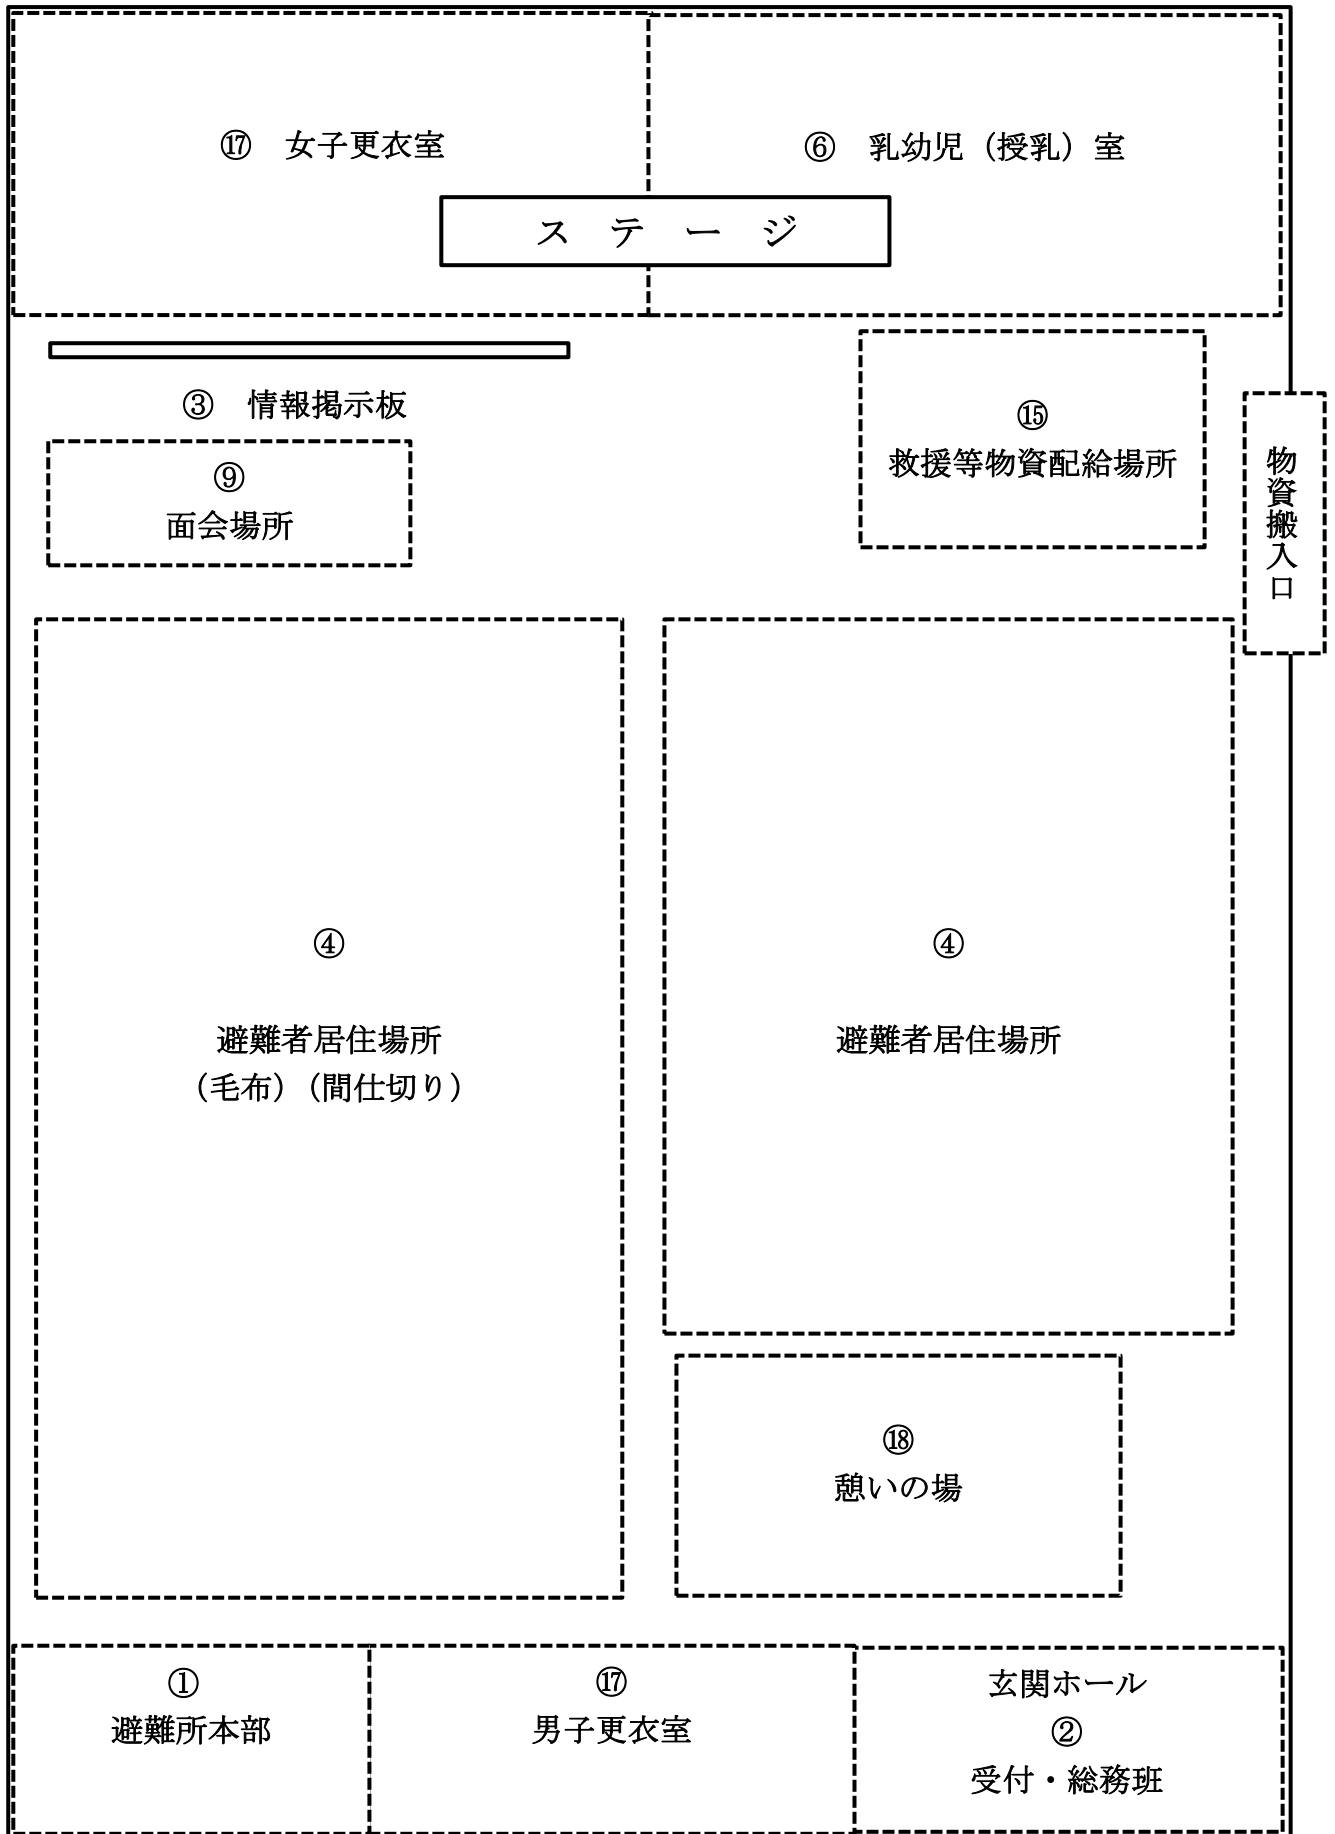 ⑰　女子更衣室
⑥　乳幼児（授乳）室
ステージ
③　情報掲示板
⑮
救援等物資配給場所
物資搬入口
⑨
面会場所
④
避難者居住場所
（毛布）（間仕切り）
④
避難者居住場所
⑱
憩いの場
①
避難所本部
⑰
男子更衣室
玄関ホール
②
受付・総務班